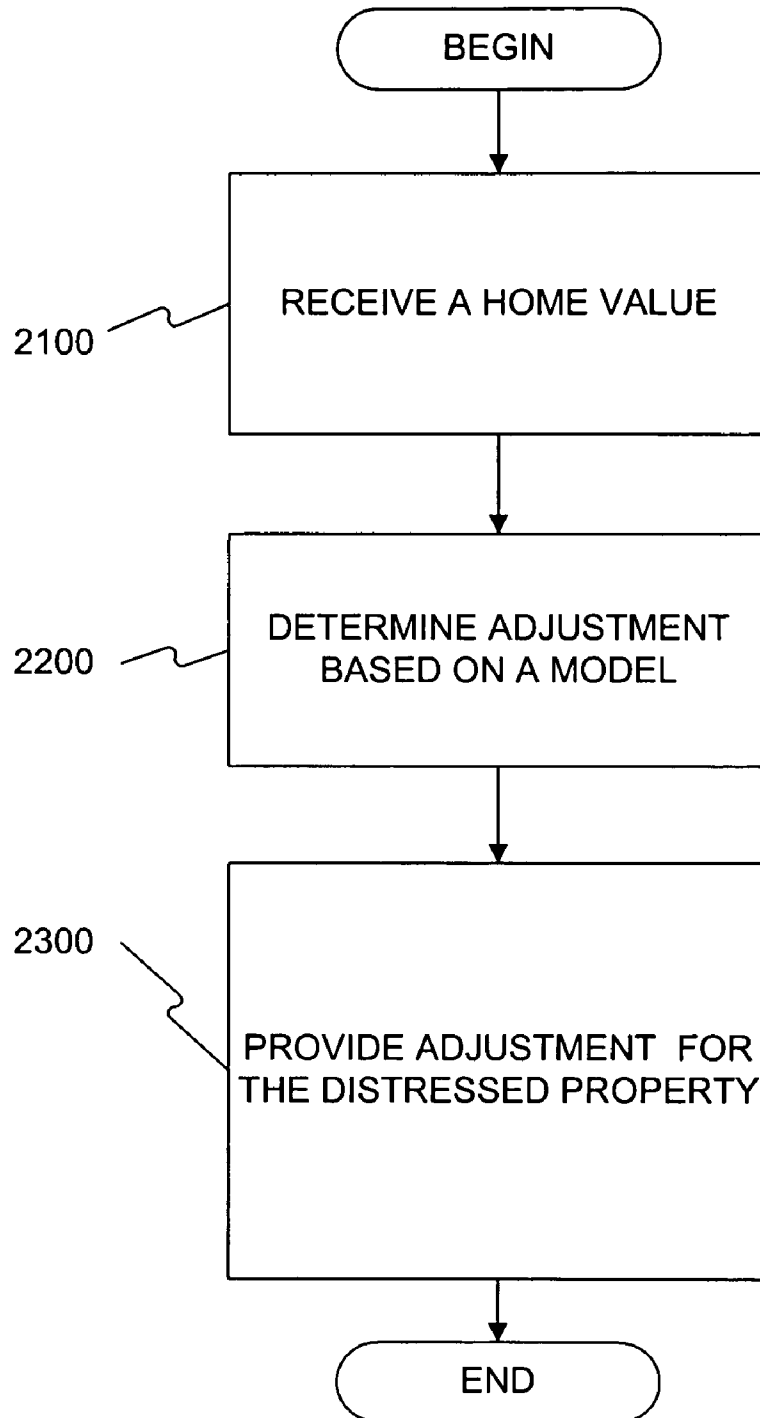 BEGIN
RECEIVE A HOME VALUE
2100
DETERMINE ADJUSTMENT
BASED ON A MODEL
2200
2300
PROVIDE ADJUSTMENT FOR
THE DISTRESSED PROPERTY
END